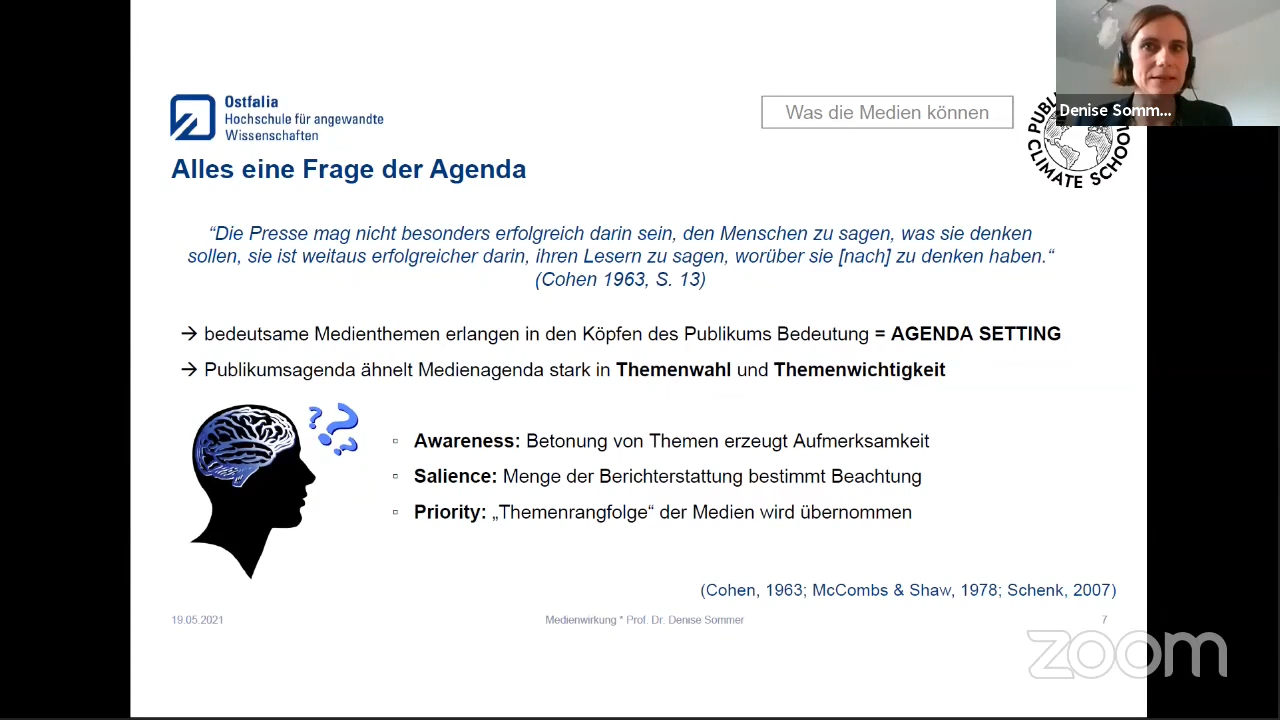 Ostfalia
Hochschule für angewandte
Wissenschaften
Was die Medien können
Denise Somm...
CLIMATE SCHOOL
Alles eine Frage der Agenda
“Die Presse mag nicht besonders erfolgreich darin sein, den Menschen zu sagen, was sie denken
sollen, sie ist weitaus erfolgreicher darin, ihren Lesern zu sagen, worüber sie [nach] zu denken haben.“
(Cohen 1963, S. 13)
→ bedeutsame Medienthemen erlangen in den Köpfen des Publikums Bedeutung = AGENDA SETTING
→ Publikumsagenda ähnelt Medienagenda stark in Themenwahl und Themenwichtigkeit
? ? ?
▫ Awareness: Betonung von Themen erzeugt Aufmerksamkeit
▫ Salience: Menge der Berichterstattung bestimmt Beachtung
▫ Priority: „Themenrangfolge“ der Medien wird übernommen
(Cohen, 1963; McCombs & Shaw, 1978; Schenk, 2007)
19.05.2021
Medienwirkung * Prof. Dr. Denise Sommer
7
zoom